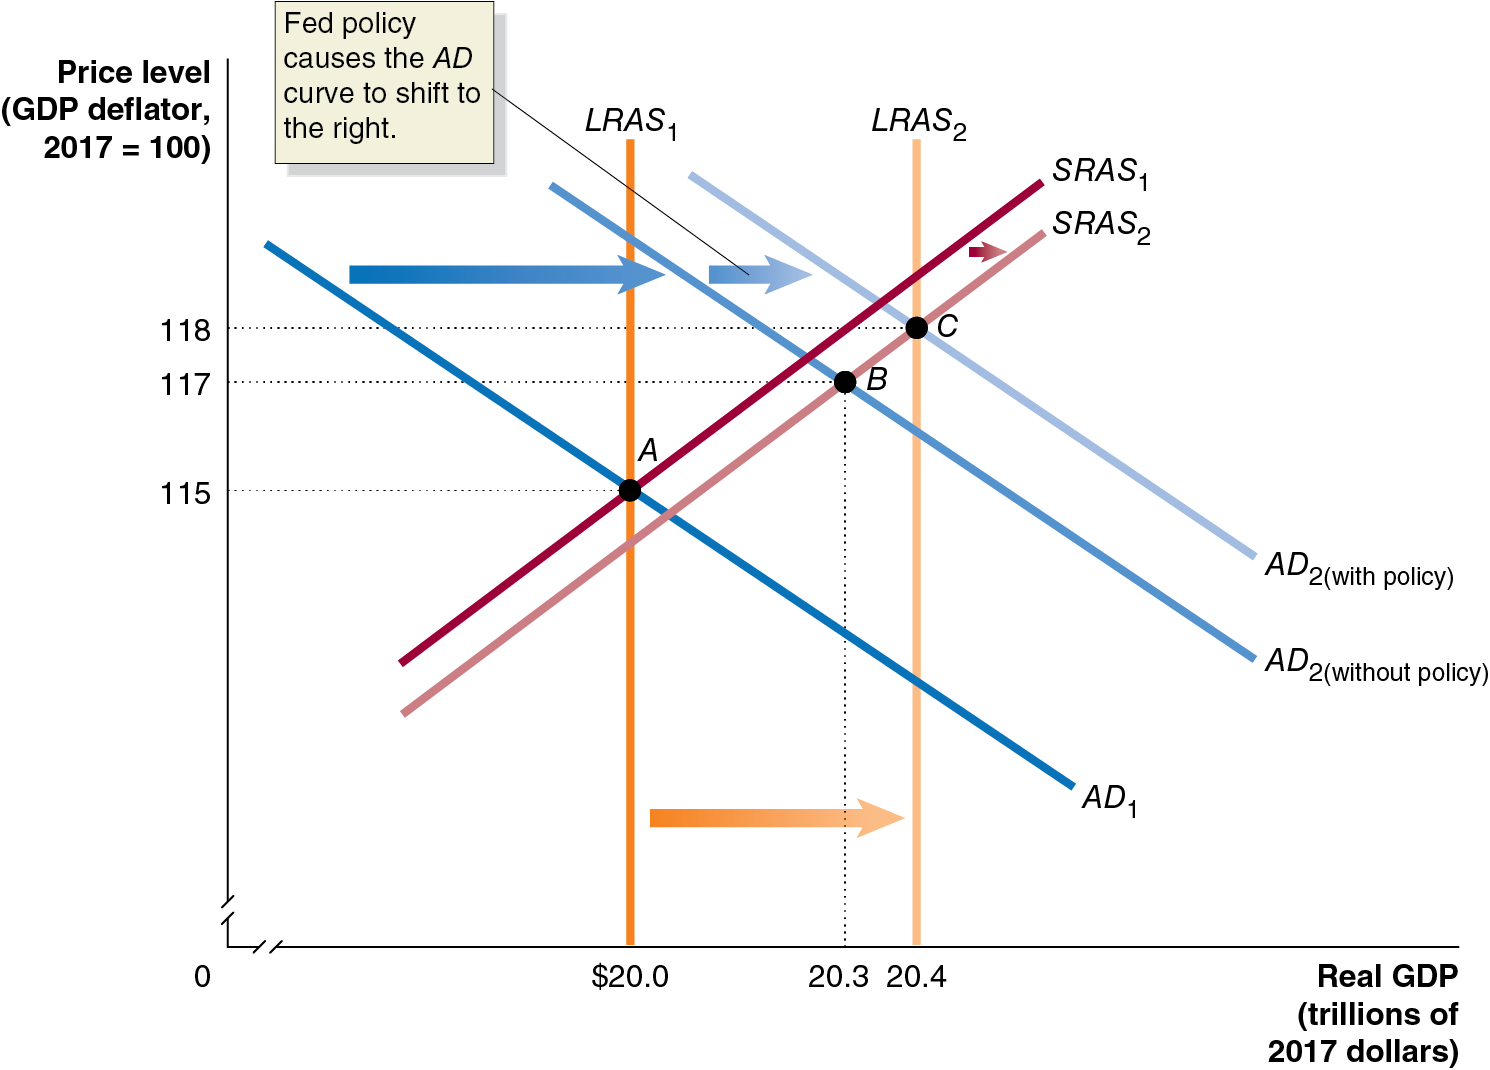 Fed policy
causes the AD
curve to shift to
the right.
Price level
(GDP deflator,
2017 = 100)
LRAS1
LRAS2
SRAS1
SRAS2
118
C
117
B
A
115
AD2(with policy)
AD2(without policy)
AD1
0
$20.0
20.3
20.4
Real GDP
(trillions of
2017 dollars)